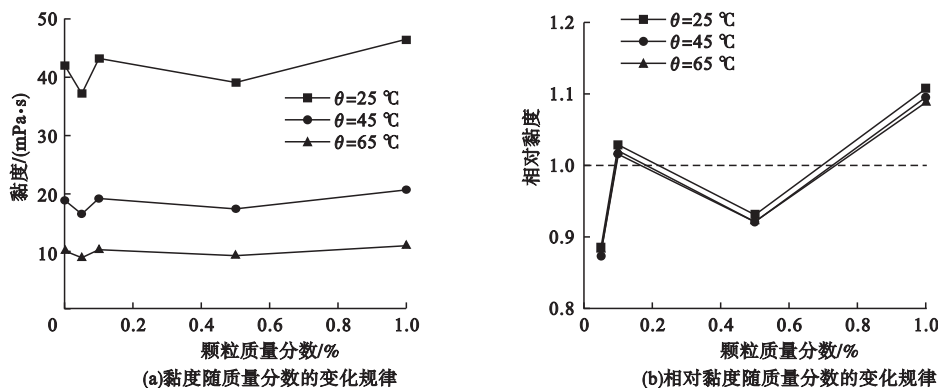 50
40
30
20
10
0
0.2
0.4
0.6
0.8
1.0
黏度/(mPa·s)
θ=25 ℃
θ=45 ℃
θ=65 ℃
颗粒质量分数/%
(a)黏度随质量分数的变化规律
1.2
1.1
1.0
0.9
0.8
0
0.2
0.4
0.6
0.8
1.0
相对黏度
θ=25 ℃
θ=45 ℃
θ=65 ℃
颗粒质量分数/%
(b)相对黏度随质量分数的变化规律